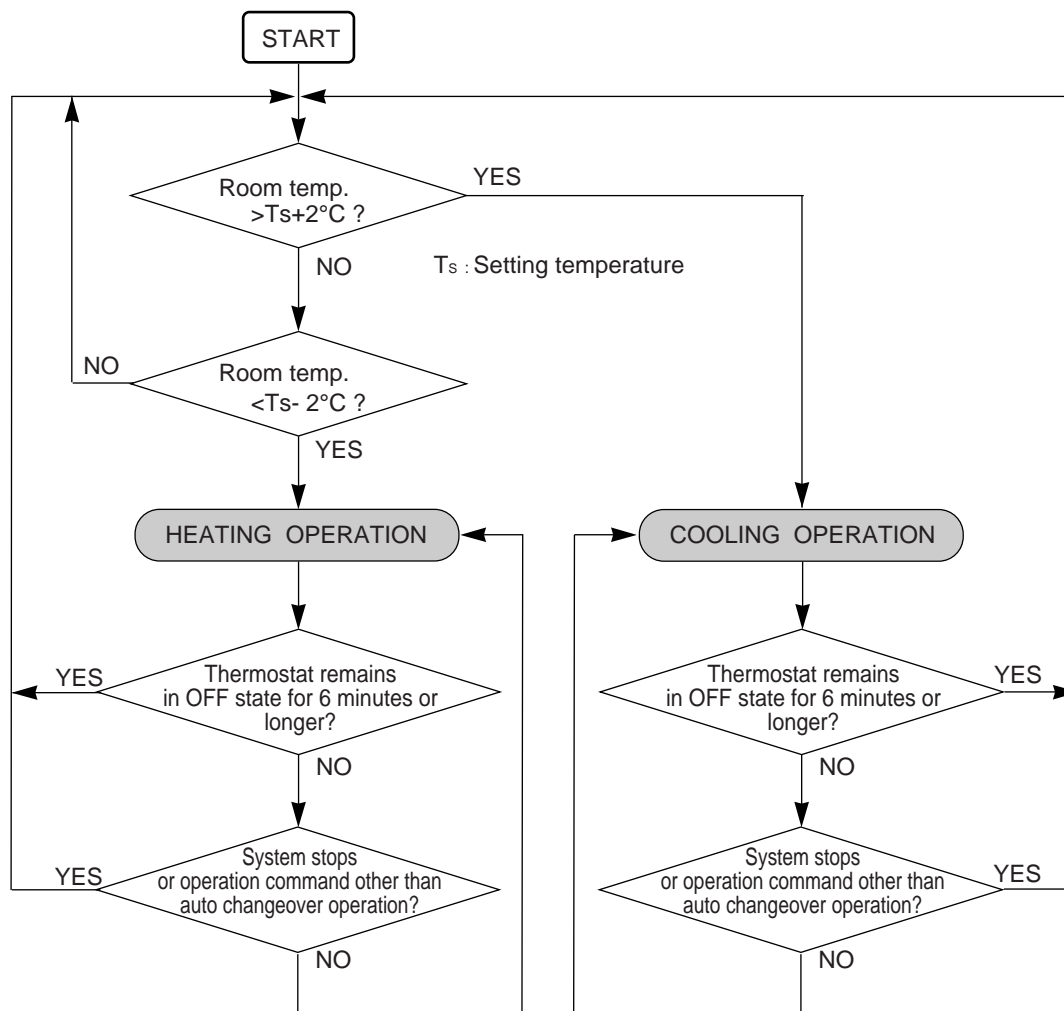 START
Room temp.
>Ts+2°C ?
YES
NO
Ts : Setting temperature
Room temp.
<Ts- 2°C ?
NO
YES
HEATING OPERATION
COOLING OPERATION
Thermostat remains
in OFF state for 6 minutes or
longer?
YES
NO
Thermostat remains
in OFF state for 6 minutes or
longer?
YES
NO
System stops
or operation command other than
auto changeover operation?
YES
NO
System stops
or operation command other than
auto changeover operation?
YES
NO